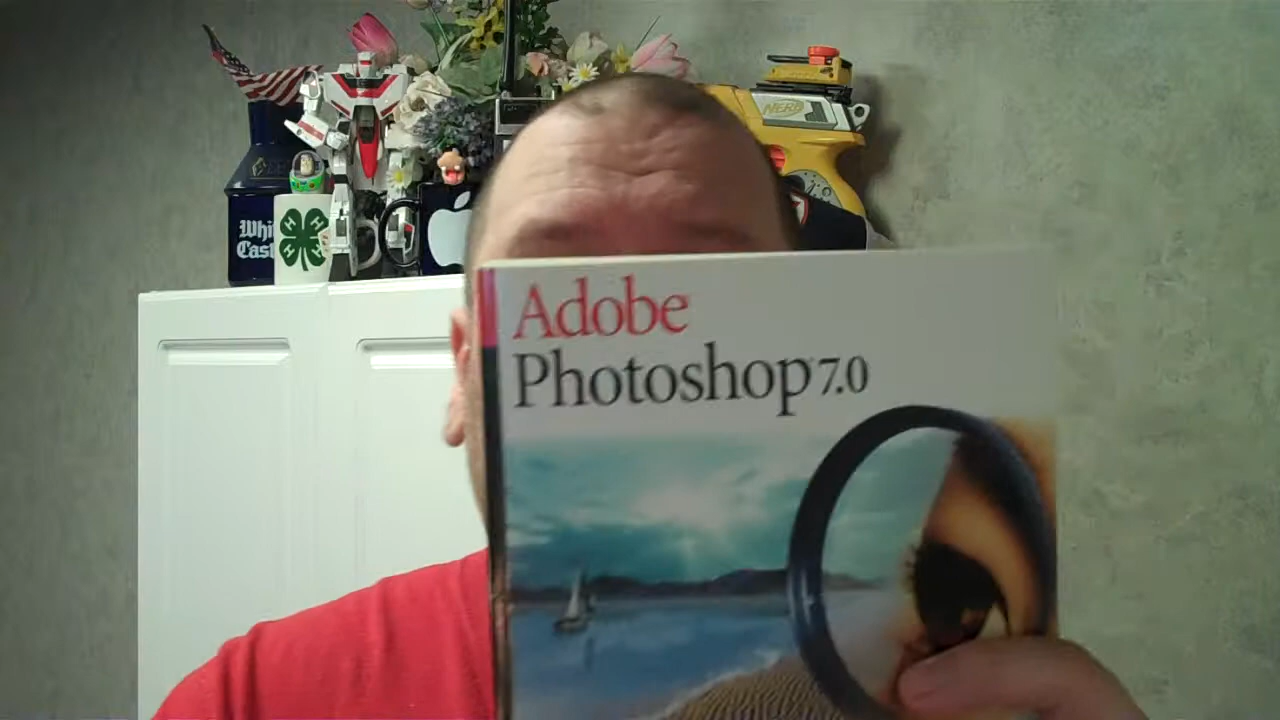 NERF
Whi
Cast
H H
H H
Adobe
Photoshop 7.0